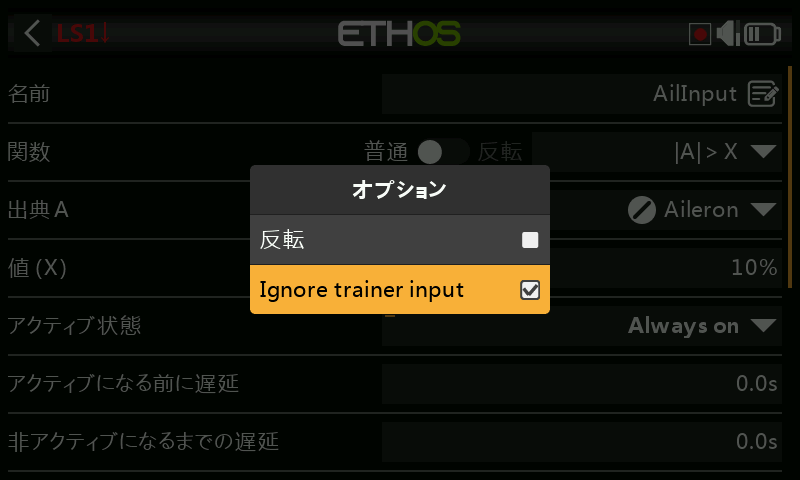 LS1↓
ETHOS
名前
AilInput
関数
普通 反転
|A| > X
出典 A
Aileron
値 (X)
10%
オプション
反転
Ignore trainer input
アクティブ状態
Always on
アクティブになる前に遅延
0.0s
非アクティブになるまでの遅延
0.0s